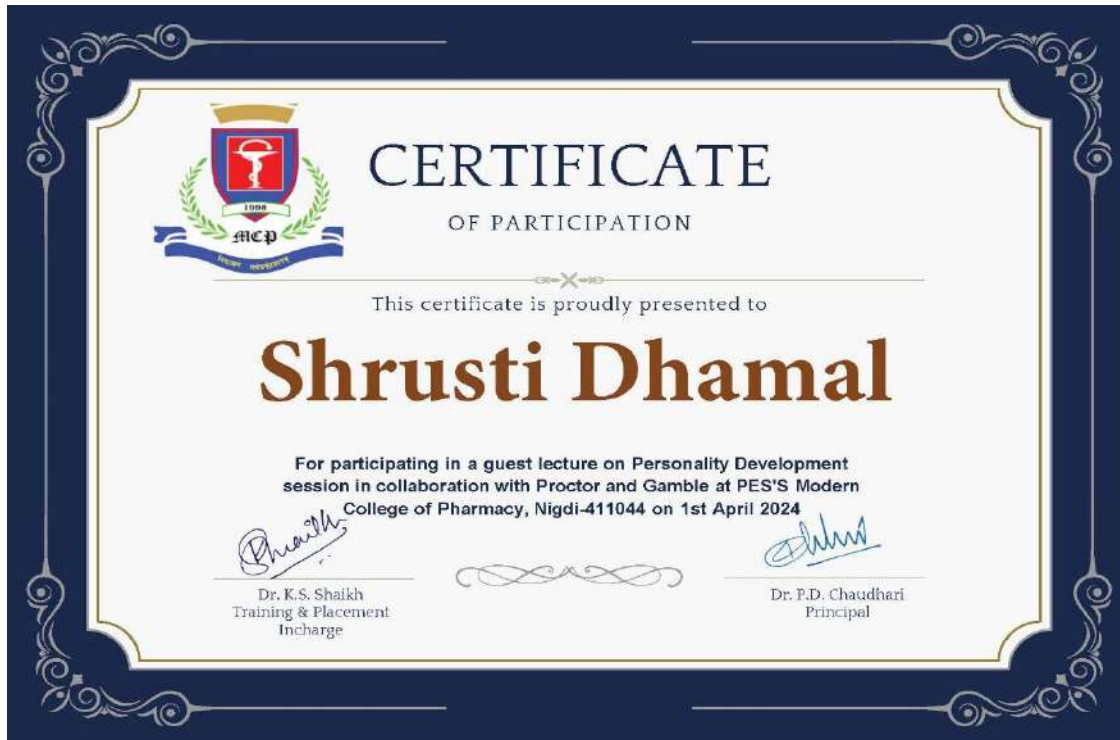 1998
MCP
CERTIFICATE
OF PARTICIPATION
This certificate is proudly presented to
Shrusti Dhamal
For participating in a guest lecture on Personality Development
session in collaboration with Proctor and Gamble at PES'S Modern
College of Pharmacy, Nigdi-411044 on 1st April 2024
Dr. K.S. Shaikh
Training & Placement
Incharge
Dr. P.D. Chaudhari
Principal